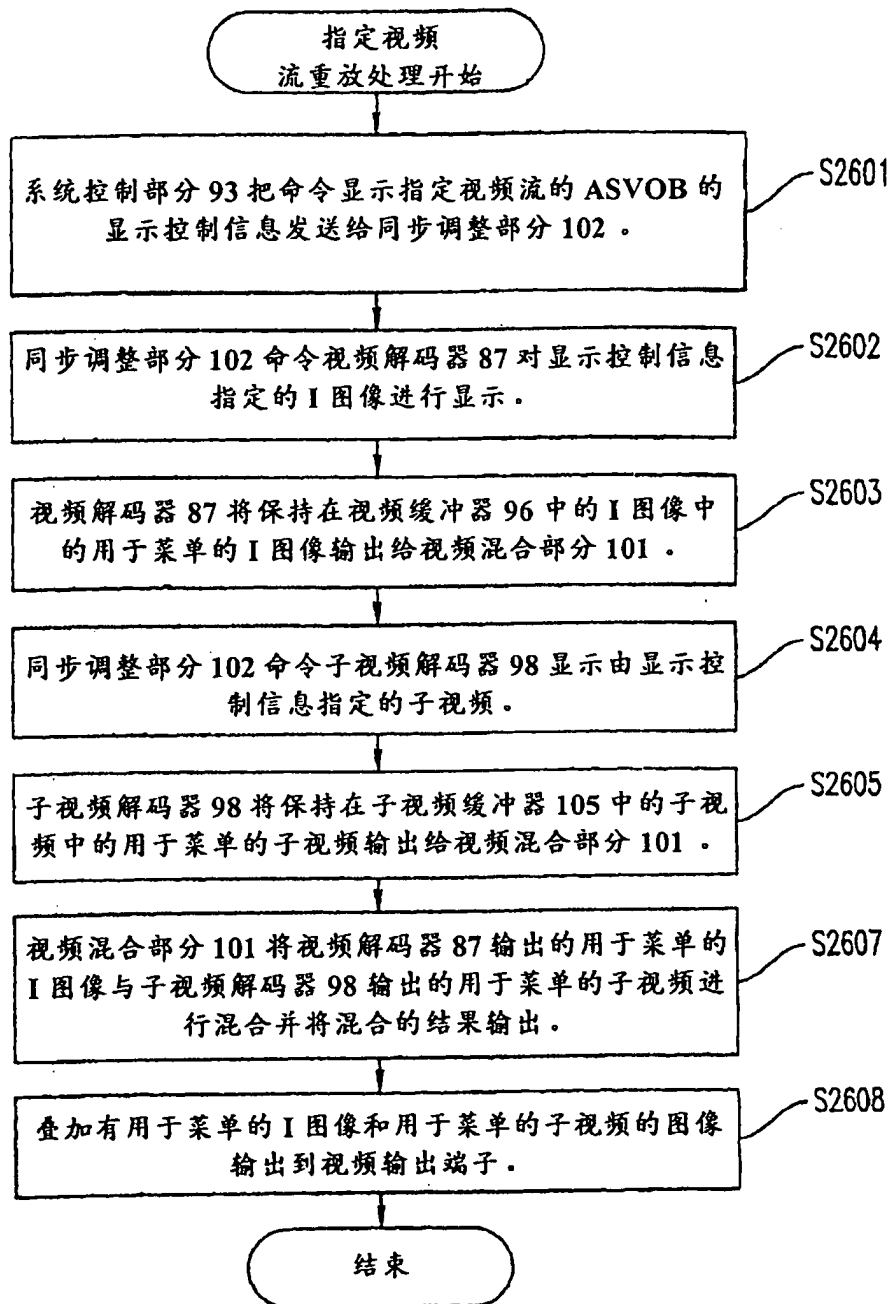 指定视频
流重放处理开始
系统控制部分 93 把命令显示指定视频流的 ASVOB 的
显示控制信息发送给同步调整部分 102 。
S2601
同步调整部分 102 命令视频解码器 87 对显示控制信息
指定的 I 图像进行显示。
S2602
视频解码器 87 将保持在视频缓冲器 96 中的 I 图像中
的用于菜单的 I 图像输出给视频混合部分 101 。
S2603
同步调整部分 102 命令子视频解码器 98 显示由显示控
制信息指定的子视频。
S2604
子视频解码器 98 将保持在子视频缓冲器 105 中的子视
频中的用于菜单的子视频输出给视频混合部分 101 。
S2605
视频混合部分 101 将视频解码器 87 输出的用于菜单的
I 图像与子视频解码器 98 输出的用于菜单的子视频进
行混合并将混合的结果输出。
S2607
叠加有用于菜单的 I 图像和用于菜单的子视频的图像
输出到视频输出端子。
S2608
结束